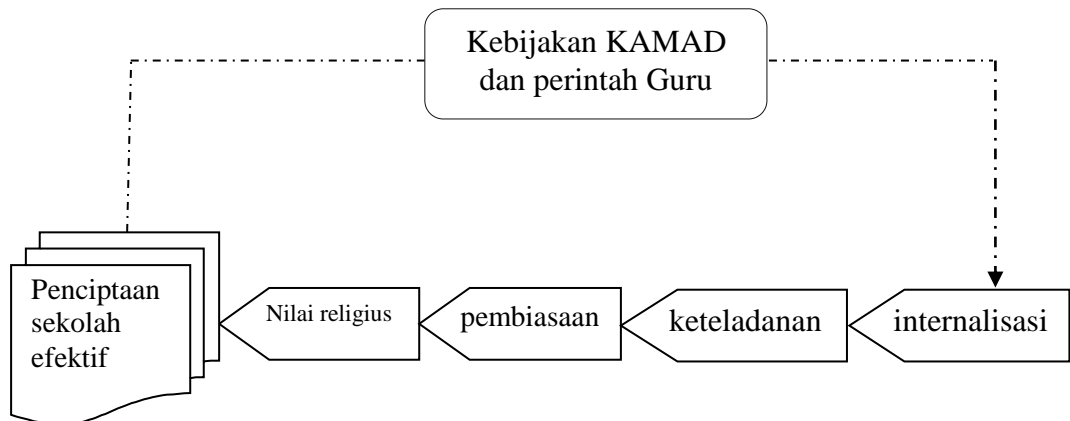 Kebijakan KAMAD
dan perintah Guru
Penciptaan
sekolah
efektif
Nilai religius
pembiasaan
keteladanan
internalisasi